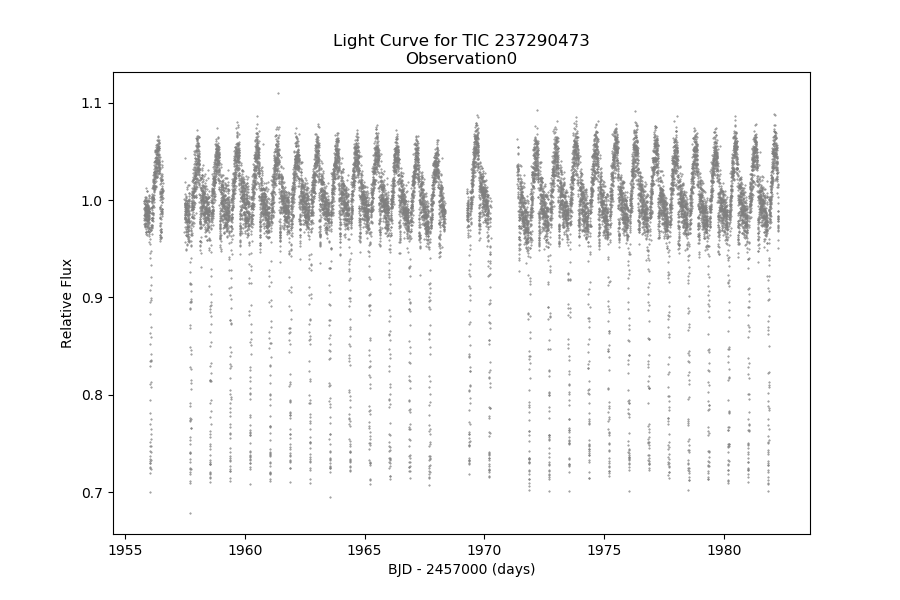 Light Curve for TIC 237290473
Observation0
1.1
1.0
0.9
0.8
0.7
Relative Flux
1955
1960
1965
1970
1975
1980
BJD - 2457000 (days)